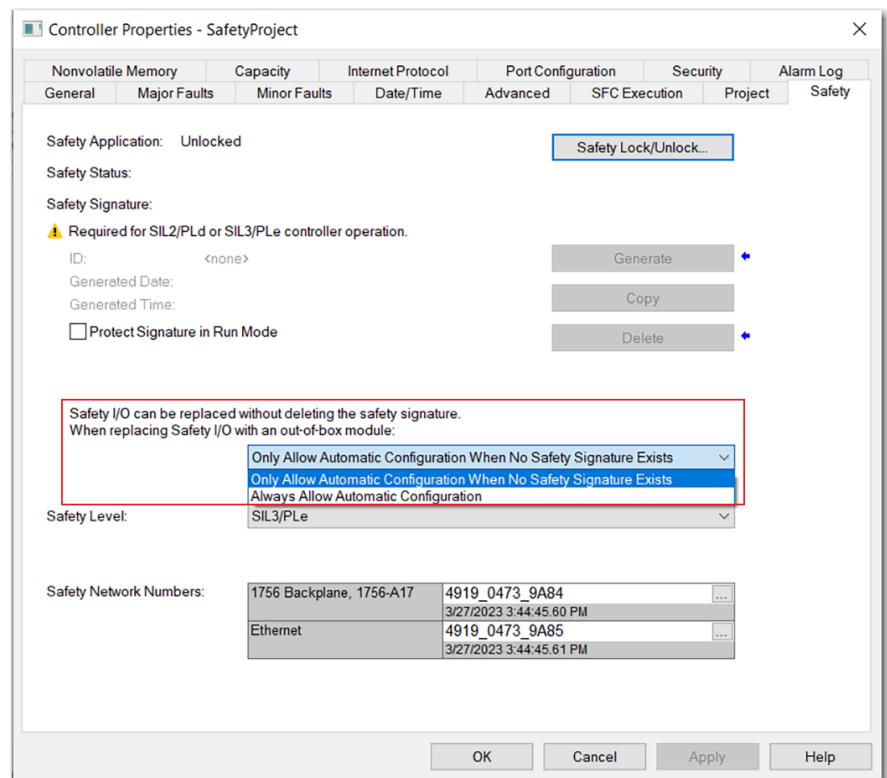 Controller Properties - SafetyProject
Nonvolatile Memory Capacity Internet Protocol Port Configuration Security Alarm Log
General Major Faults Minor Faults Date/Time Advanced SFC Execution Project Safety
Safety Application: Unlocked Safety Lock/Unlock...
Safety Status:
Safety Signature:
Required for SIL2/PLd or SIL3/PLe controller operation.
ID: <none> Generate
Generated Date:
Copy
Generated Time:
Protect Signature in Run Mode
Delete
Safety I/O can be replaced without deleting the safety signature.
When replacing Safety I/O with an out-of-box module:
Only Allow Automatic Configuration When No Safety Signature Exists
Only Allow Automatic Configuration When No Safety Signature Exists
Always Allow Automatic Configuration
Safety Level: SIL3/PLe
Safety Network Numbers: 1756 Backplane, 1756-A17 4919_0473_9A84 ...
3/27/2023 3:44:45.60 PM
Ethernet 4919_0473_9A85 ...
3/27/2023 3:44:45.61 PM
OK Cancel Apply Help